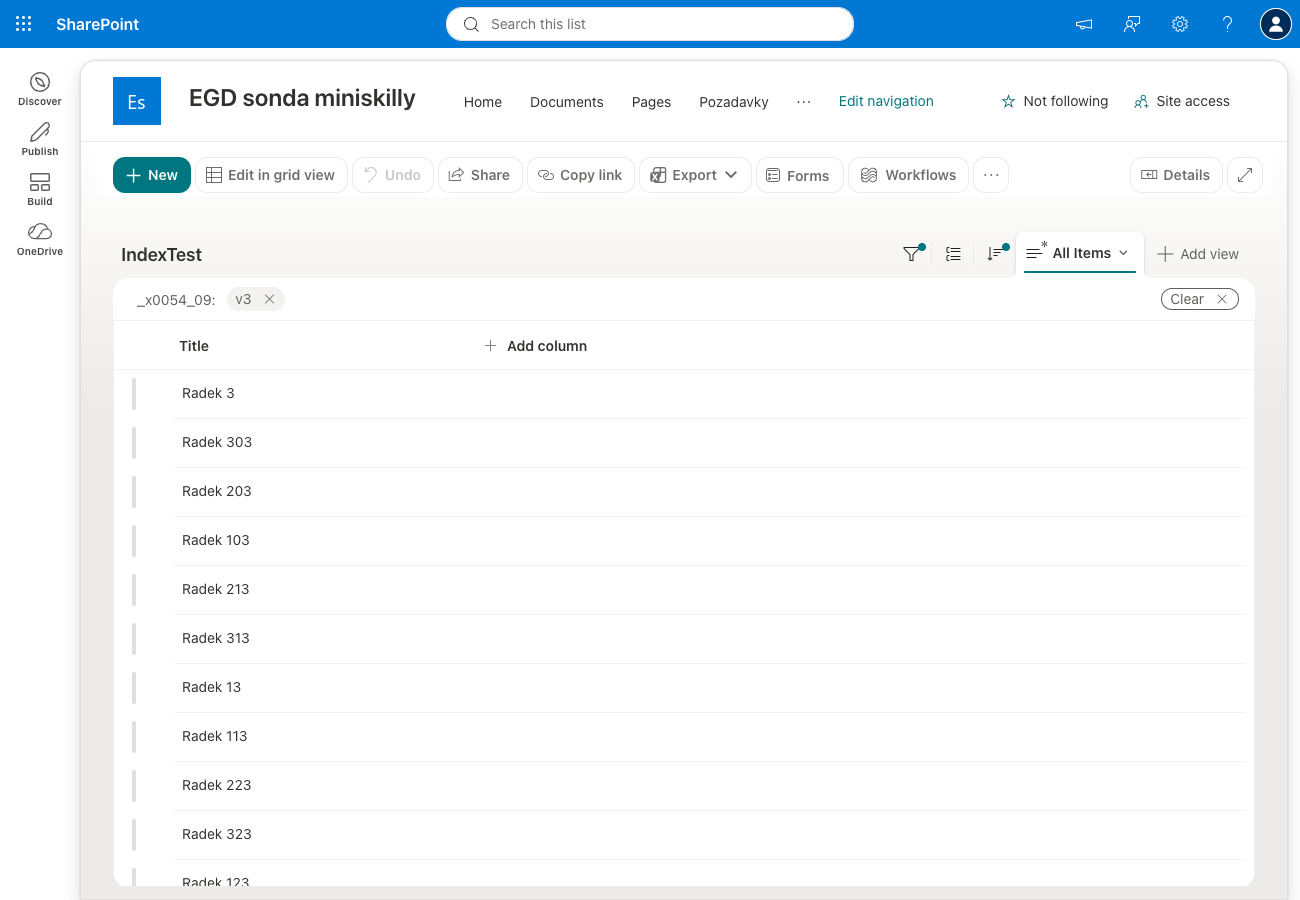 SharePoint
Search this list
Discover
Publish
Build
OneDrive
Es
EGD sonda miniskilly
Home
Documents
Pages
Pozadavky
Edit navigation
Not following
Site access
New
Edit in grid view
Undo
Share
Copy link
Export
Forms
Workflows
Details
IndexTest
All Items
Add view
_x0054_09:
v3
Clear
Title
Add column
Radek 3
Radek 303
Radek 203
Radek 103
Radek 213
Radek 313
Radek 13
Radek 113
Radek 223
Radek 323
Radek 123